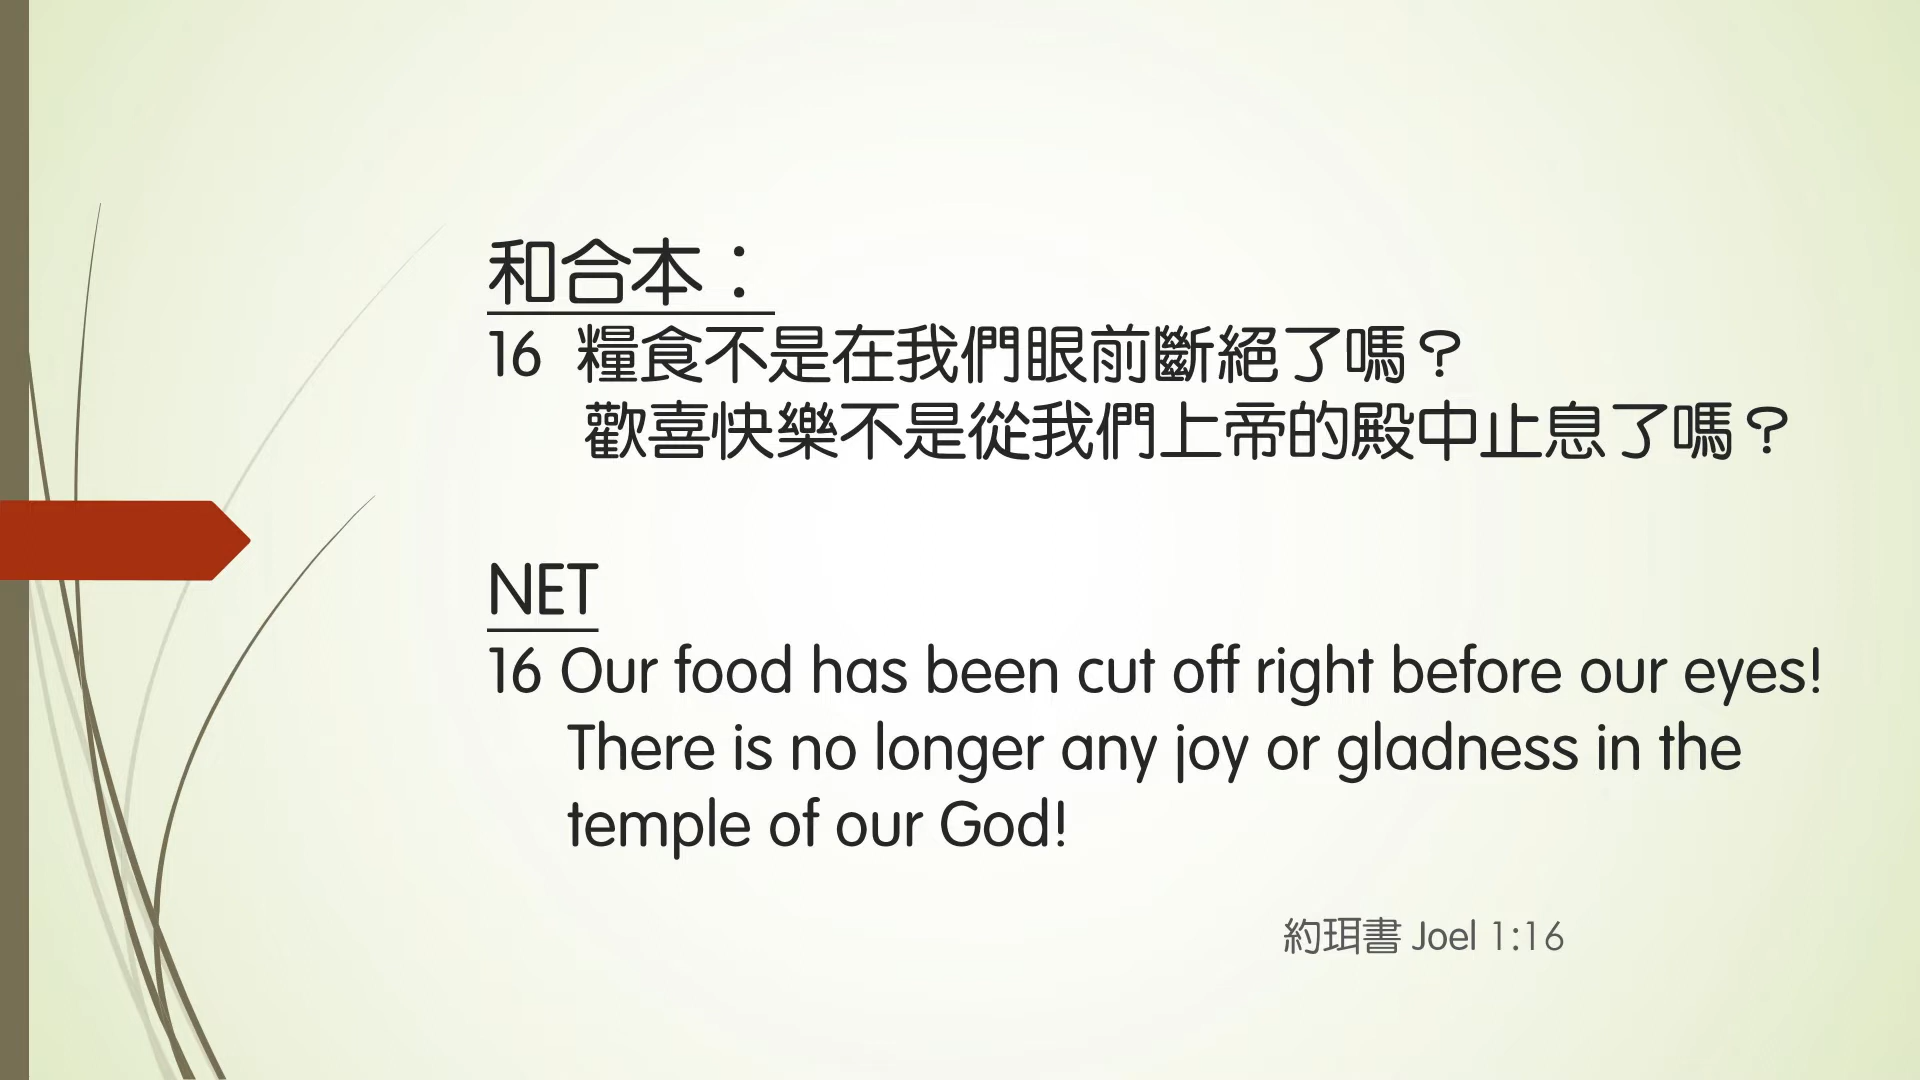 和合本：
16 糧食不是在我們眼前斷絕了嗎？
歡喜快樂不是從我們上帝的殿中止息了嗎？
NET
16 Our food has been cut off right before our eyes!
There is no longer any joy or gladness in the
temple of our God!
約珥書 Joel 1:16